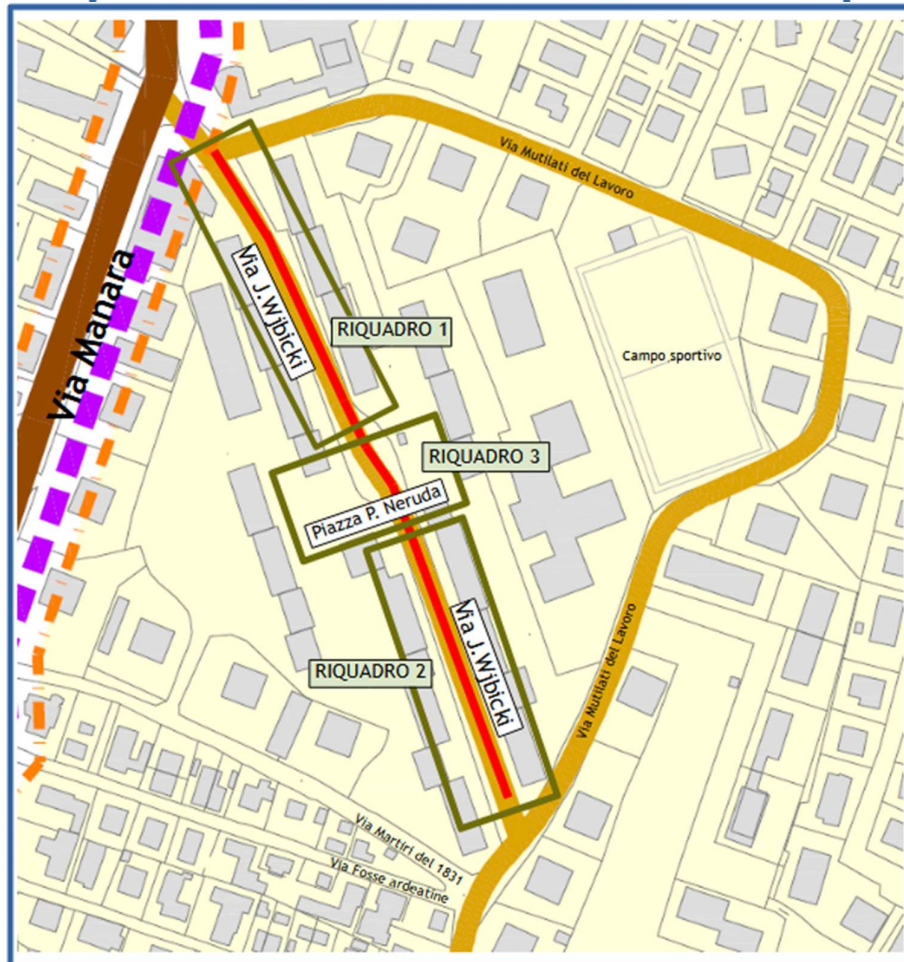 Via Mutilati del Lavoro
Via Manara
Via J.Wjbicki
RIQUADRO 1
Campo sportivo
RIQUADRO 3
Piazza P. Neruda
Via J.Wjbicki
RIQUADRO 2
Via Mutilati del Lavoro
Via Martiri del 1831
Via Fosse ardeatine